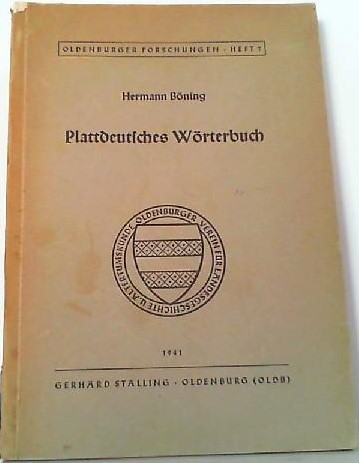 OLDENBURGER FORSCHUNGEN · HEFT 7
Hermann Böning
Plattdeutsches Wörterbuch
OLDENBURGER VEREIN FÜR LANDESGESCHICHTE U. ALTERTUMSKUNDE
1941
GERHARD STALLING · OLDENBURG (OLDB)